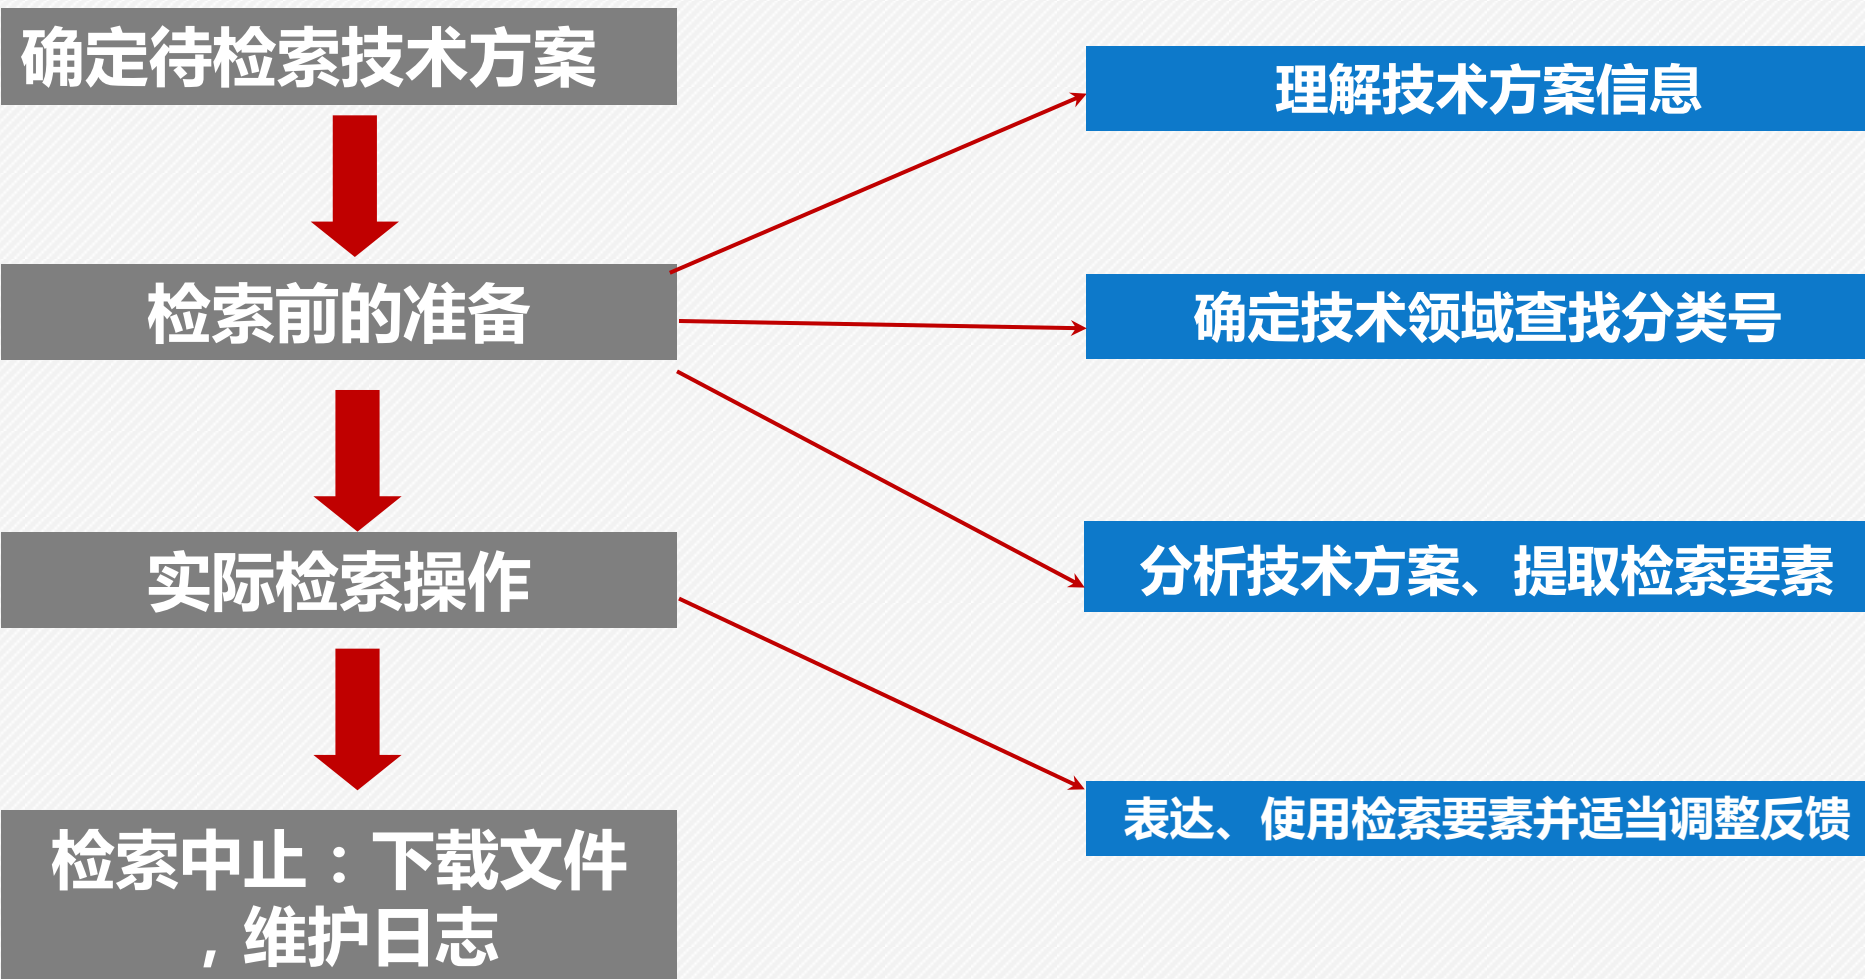 确定待检索技术方案
检索前的准备
实际检索操作
检索中止：下载文件
，维护日志
理解技术方案信息
确定技术领域查找分类号
分析技术方案、提取检索要素
表达、使用检索要素并适当调整反馈